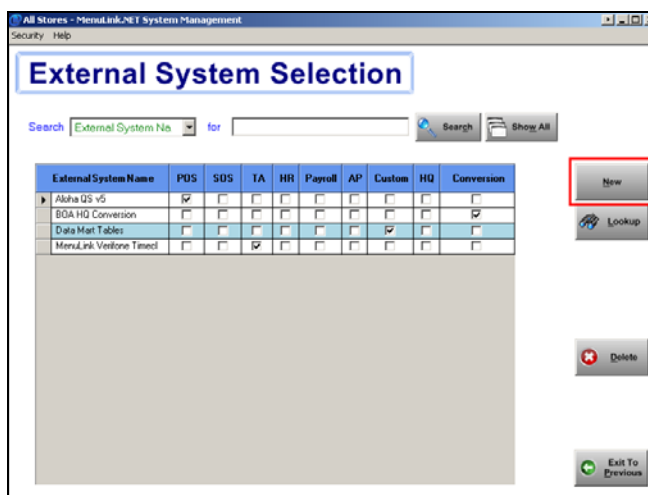 All Stores - MenuLink.NET System Management
Security Help
External System Selection
Search External System Na for Search Show All
External System Name POS SOS TA HR Payroll AP Custom HQ Conversion
Aloha QS v5
BOA HQ Conversion
Data Mart Tables
MenuLink Verifone Timecl
New
Lookup
Delete
Exit To
Previous